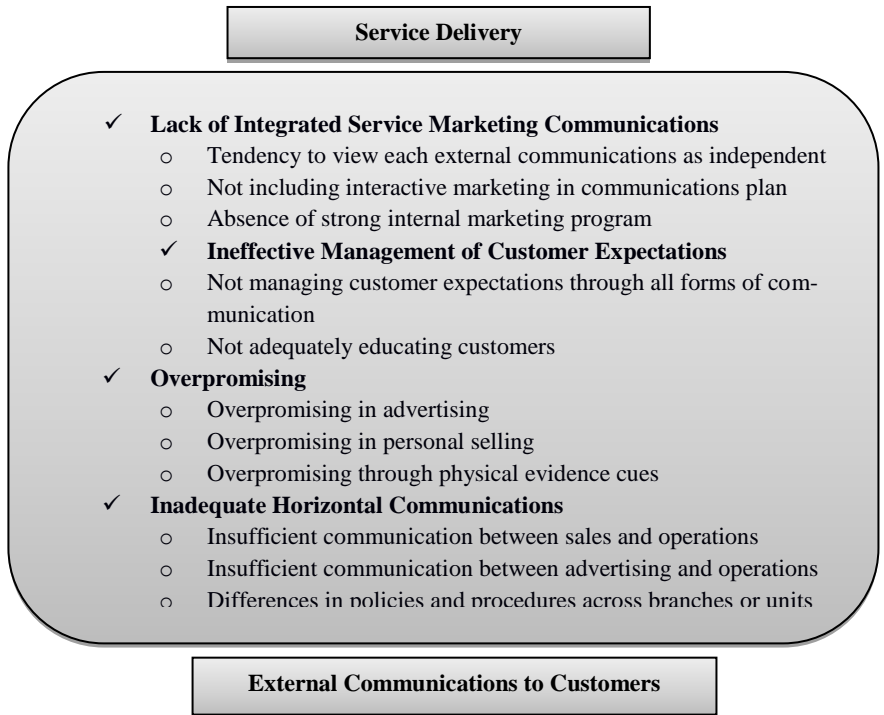 Service Delivery
✓ Lack of Integrated Service Marketing Communications
o Tendency to view each external communications as independent
o Not including interactive marketing in communications plan
o Absence of strong internal marketing program
✓ Ineffective Management of Customer Expectations
o Not managing customer expectations through all forms of com-
munication
o Not adequately educating customers
✓ Overpromising
o Overpromising in advertising
o Overpromising in personal selling
o Overpromising through physical evidence cues
✓ Inadequate Horizontal Communications
o Insufficient communication between sales and operations
o Insufficient communication between advertising and operations
o Differences in policies and procedures across branches or units
External Communications to Customers